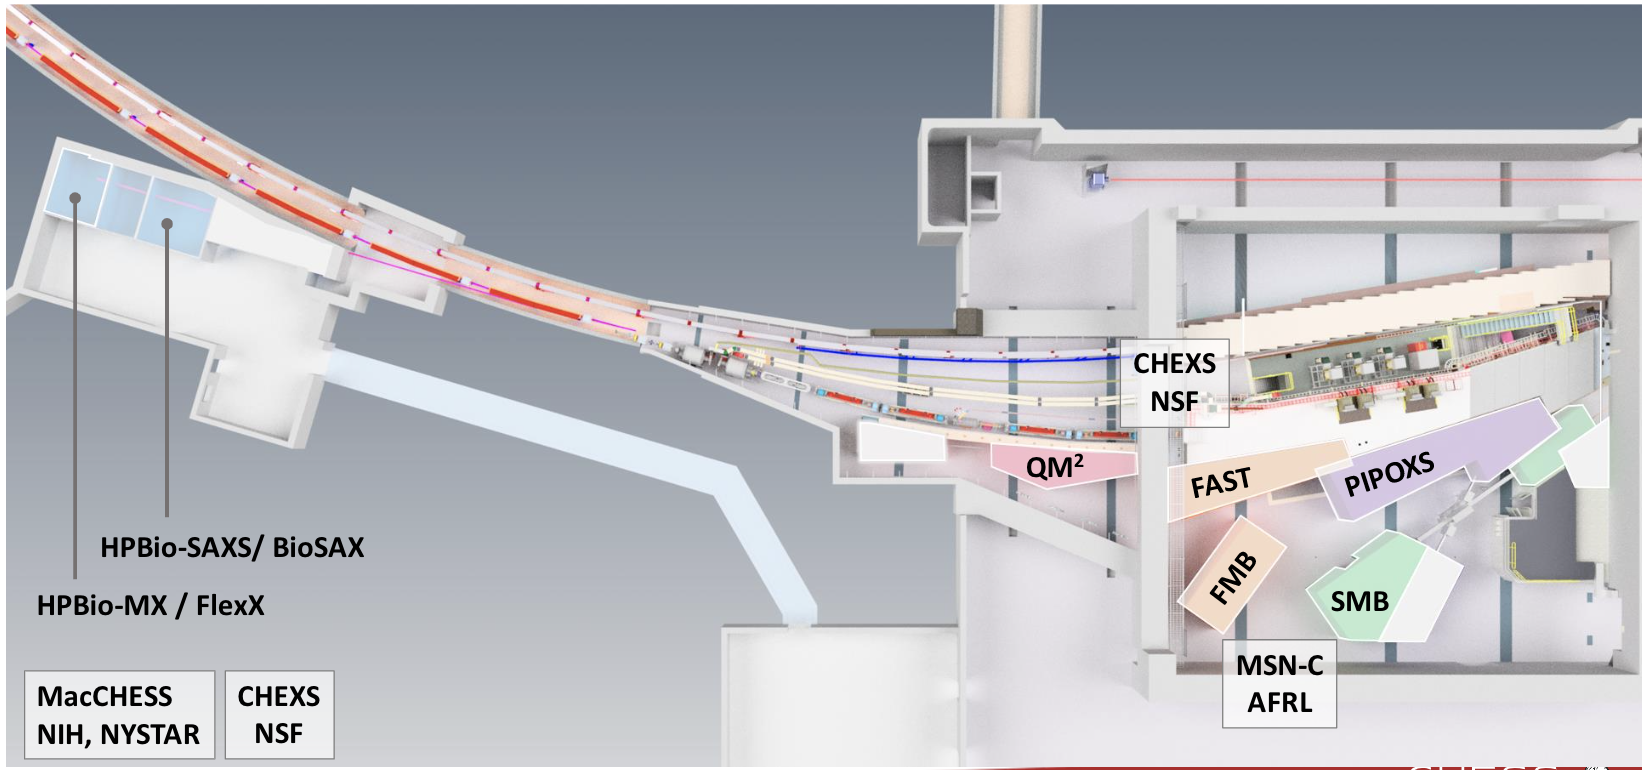 CHEXS
NSF
QM²
FAST
PIPOXS
FMB
SMB
HPBio-SAXS/ BioSAX
HPBio-MX / FlexX
MSN-C
AFRL
MacCHESS
NIH, NYSTAR
CHEXS
NSF